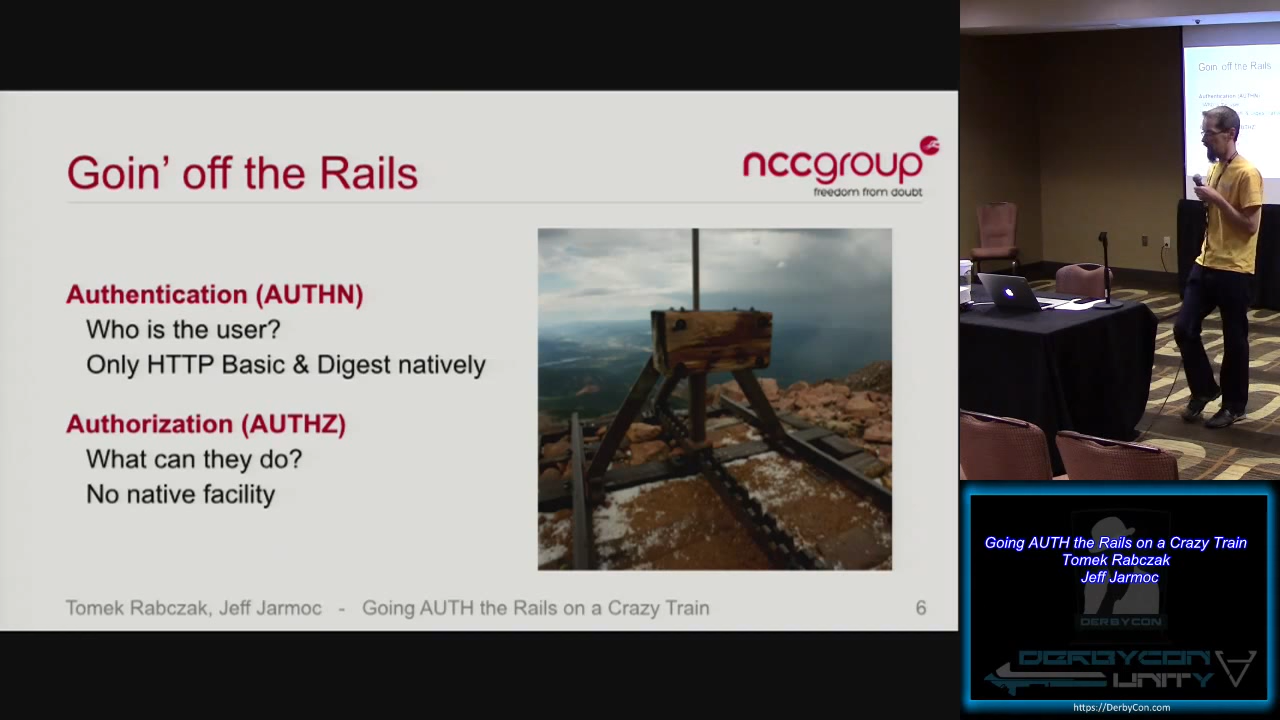 Goin' off the Rails
nccgroup
freedom from doubt
Authentication (AUTHN)
Who is the user?
Only HTTP Basic & Digest natively
Authorization (AUTHZ)
What can they do?
No native facility
Tomek Rabczak, Jeff Jarmoc - Going AUTH the Rails on a Crazy Train
6
Goin' off the Rails
Authentication (AUTHN)
Going AUTH the Rails on a Crazy Train
Tomek Rabczak
Jeff Jarmoc
DERBYCON
DERBYCON
UNITY
https://DerbyCon.com